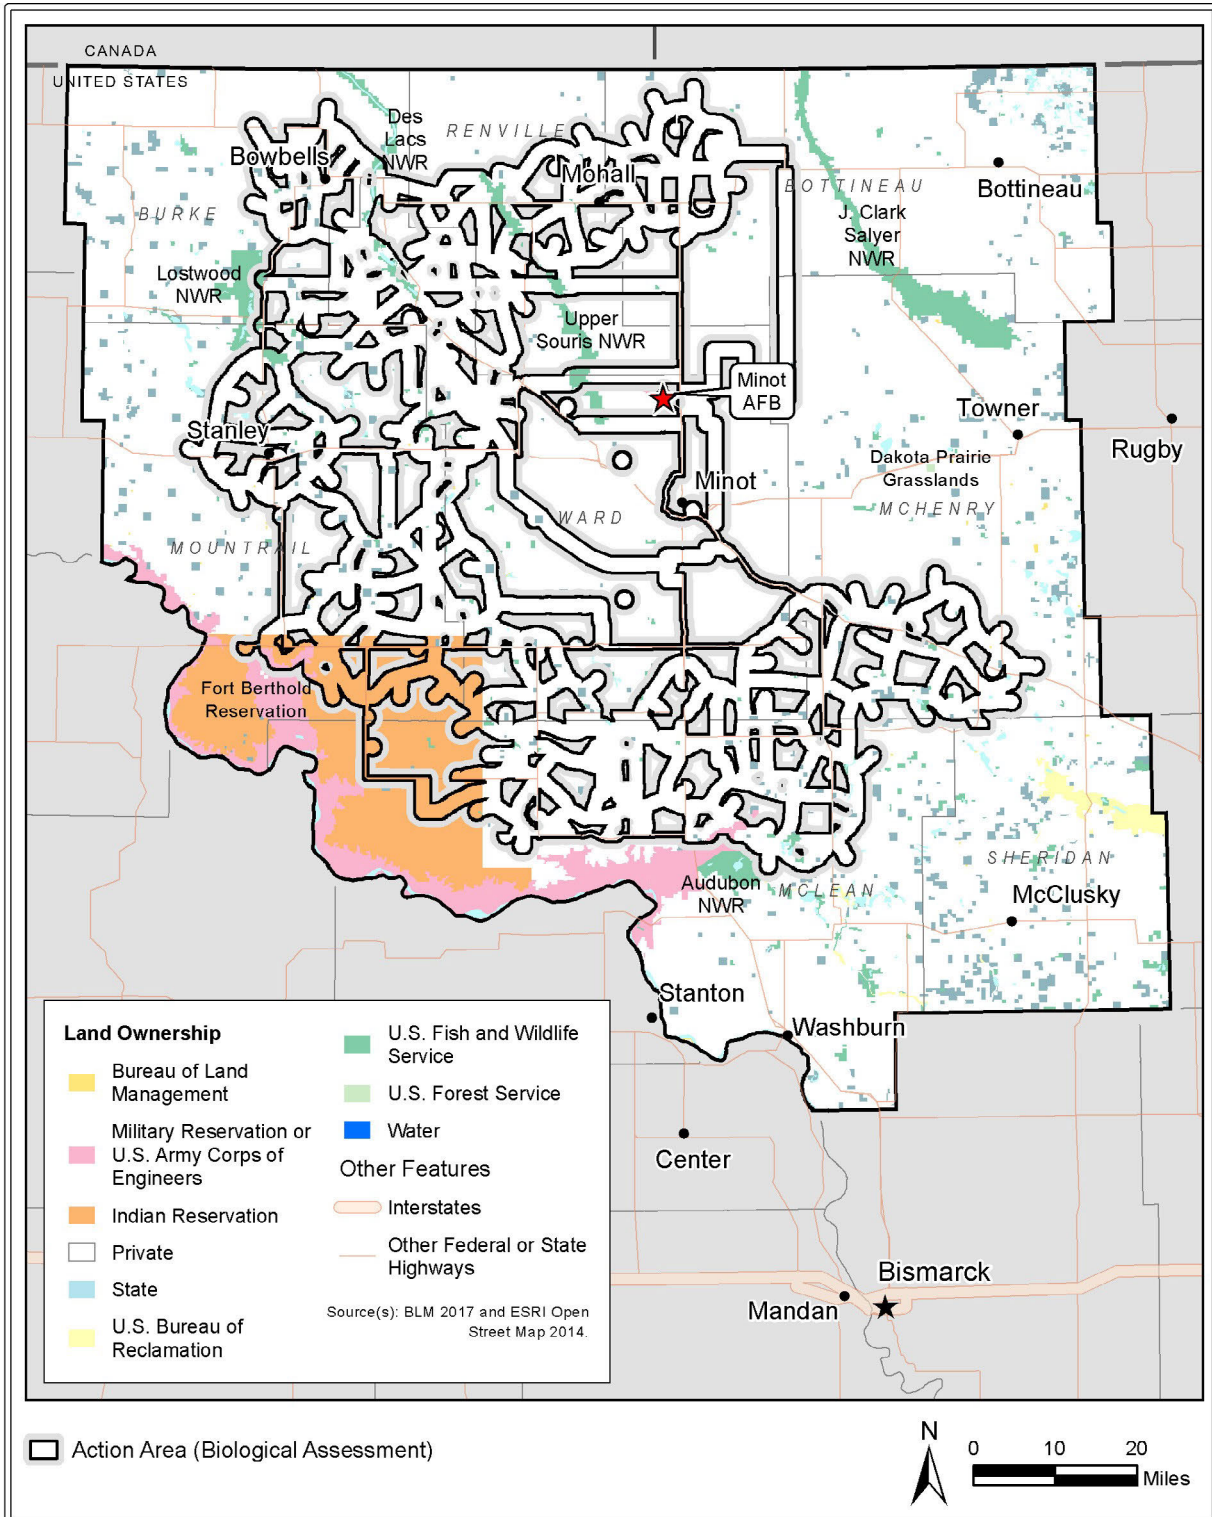 CANADA
UNITED STATES
Des
Lacs
NWR
RENVILLE
Bowbells
Mohall
BOTTINEAU
Bottineau
BURKE
J. Clark
Salyer
NWR
Lostwood
NWR
Upper
Souris NWR
Minot
AFB
Towner
Rugby
Stanley
Dakota Prairie
Grasslands
Minot
MCHENRY
WARD
MOUNTRAIL
Fort Berthold
Reservation
SHERIDAN
Audubon
NWR
MCLEAN
McClusky
Stanton
Washburn
Center
Bismarck
Mandan
Land Ownership
Bureau of Land
Management
Military Reservation or
U.S. Army Corps of
Engineers
Indian Reservation
Private
State
U.S. Bureau of
Reclamation
U.S. Fish and Wildlife
Service
U.S. Forest Service
Water
Other Features
Interstates
Other Federal or State
Highways
Source(s): BLM 2017 and ESRI Open
Street Map 2014.
Action Area (Biological Assessment)
N
0 10 20
Miles